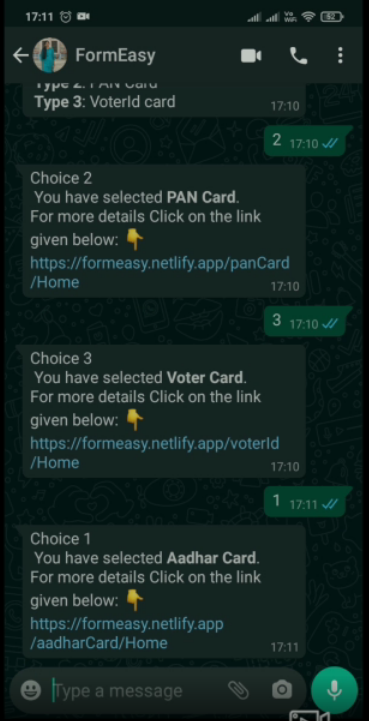 17:11
82
FormEasy
Type 2: PAN Card
Type 3: VoterId card
17:10
2 17:10
Choice 2
You have selected PAN Card.
For more details Click on the link
given below: 👇
https://formeasy.netlify.app/panCard
/Home
17:10
3 17:10
Choice 3
You have selected Voter Card.
For more details Click on the link
given below: 👇
https://formeasy.netlify.app/voterId
/Home
17:10
1 17:11
Choice 1
You have selected Aadhar Card.
For more details Click on the link
given below: 👇
https://formeasy.netlify.app
/aadharCard/Home
17:11
Type a message